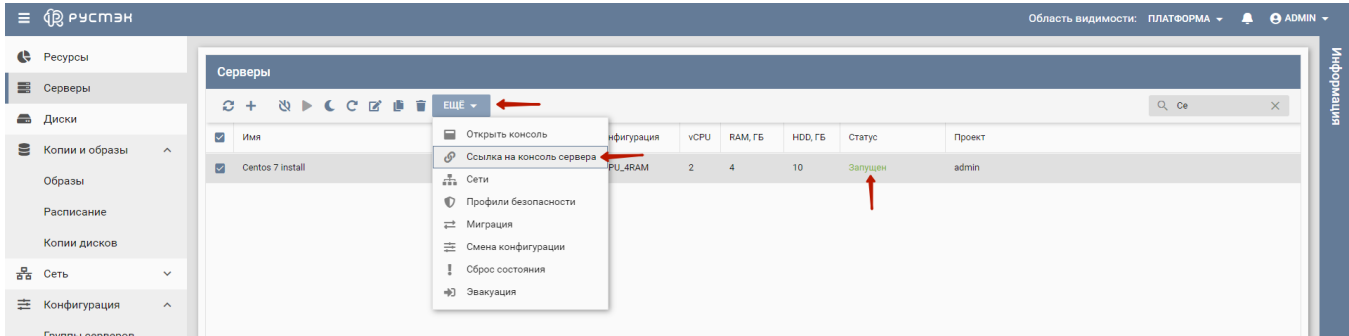 РУСТЭК
Область видимости: ПЛАТФОРМА
ADMIN
Ресурсы
Серверы
Диски
Копии и образы
Образы
Расписание
Копии дисков
Сеть
Конфигурация
Группы серверов
Серверы
ЕЩЁ
Се
Имя
нфигурация
vCPU
RAM, ГБ
HDD, ГБ
Статус
Проект
Centos 7 install
PU_4RAM
2
4
10
Запущен
admin
Открыть консоль
Ссылка на консоль сервера
Сети
Профили безопасности
Миграция
Смена конфигурации
Сброс состояния
Эвакуация
Информация